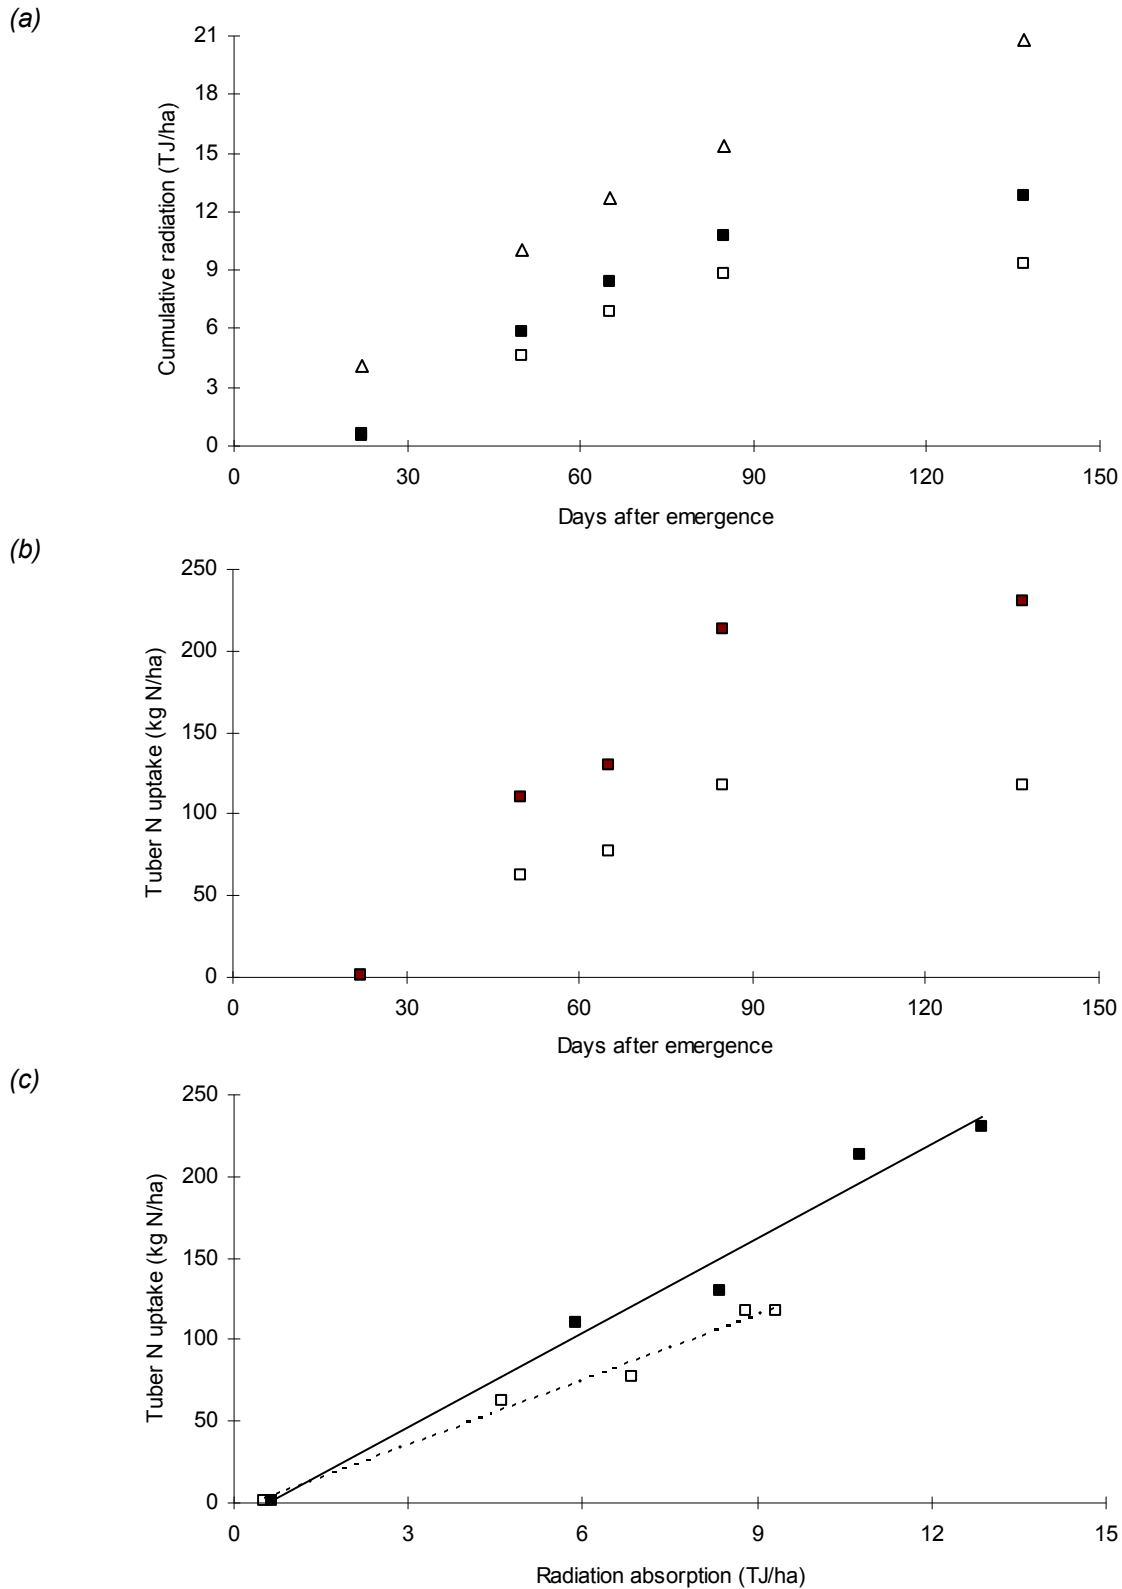 (a)
21
18
15
12
9
6
3
0
Cumulative radiation (TJ/ha)
0 30 60 90 120 150
Days after emergence
(b)
250
200
150
100
50
0
Tuber N uptake (kg N/ha)
0 30 60 90 120 150
Days after emergence
(c)
250
200
150
100
50
0
Tuber N uptake (kg N/ha)
0 3 6 9 12 15
Radiation absorption (TJ/ha)